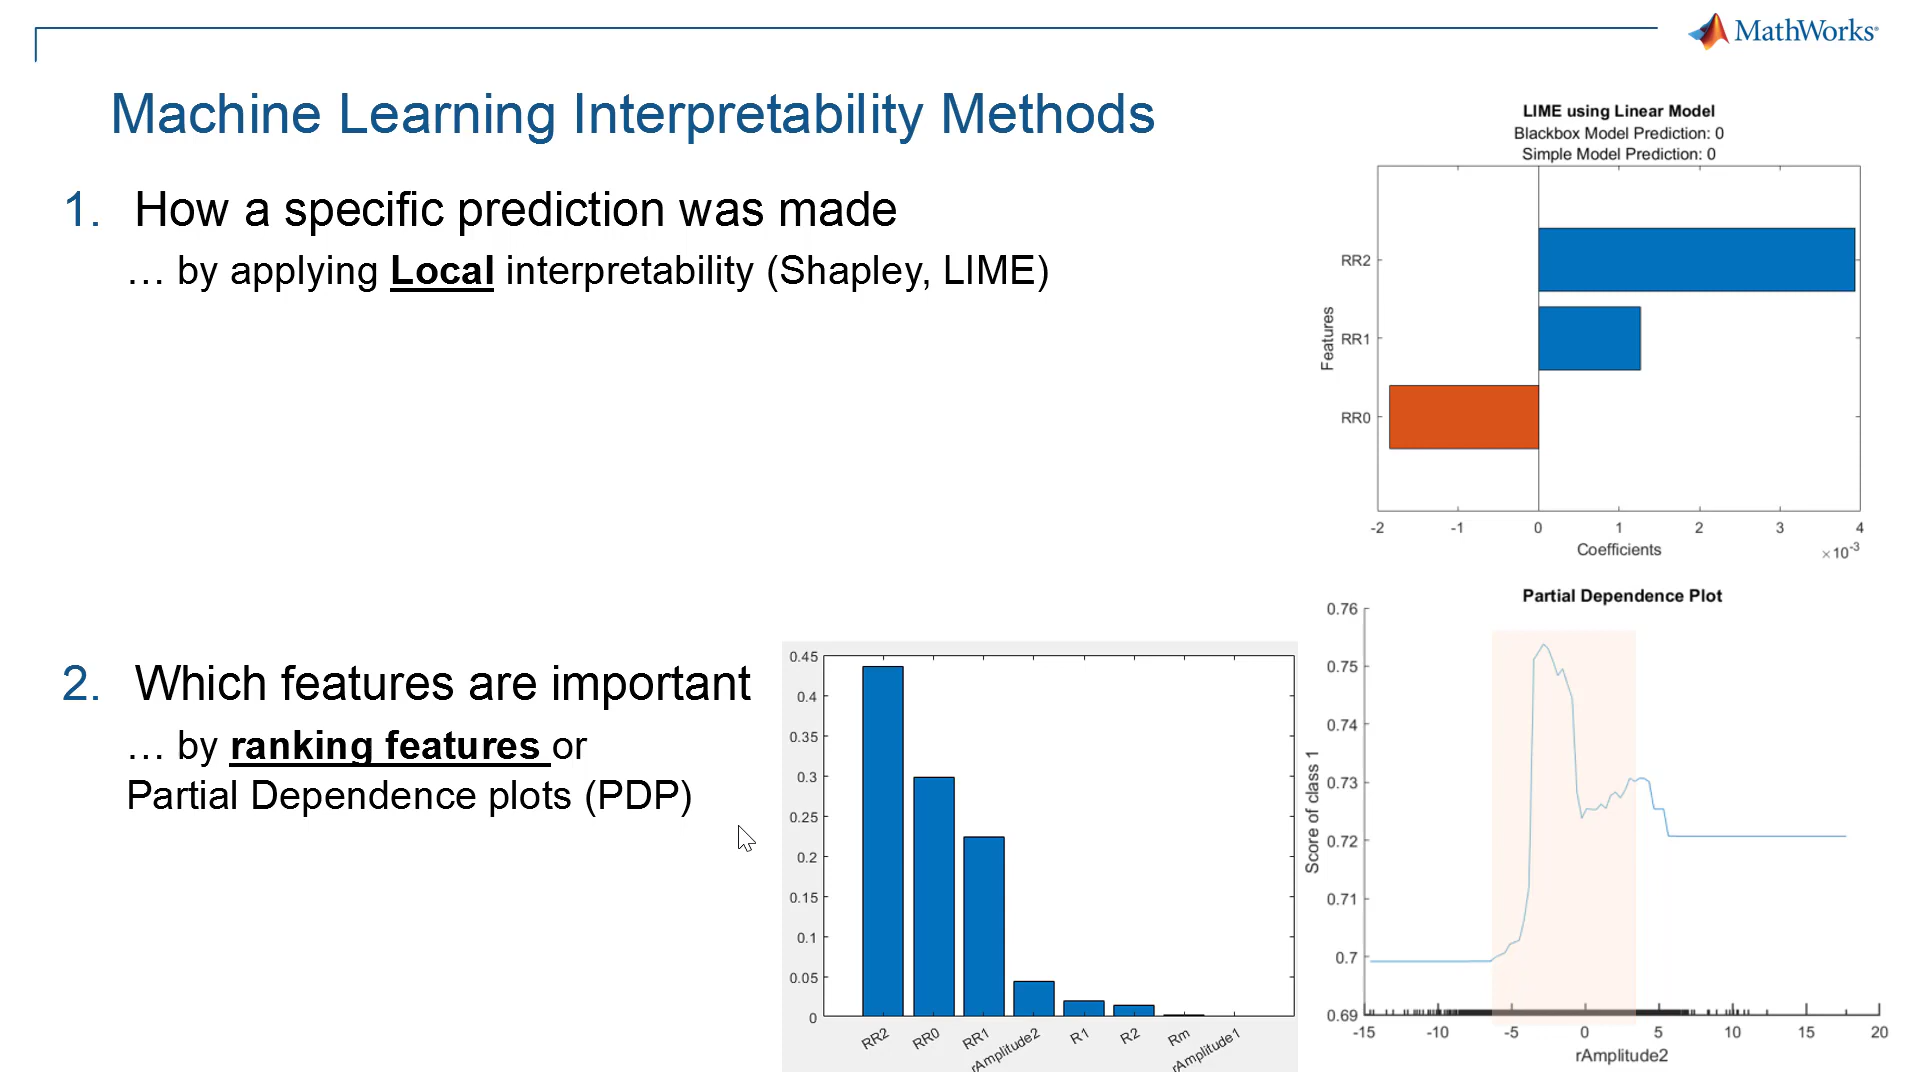 MathWorks®
Machine Learning Interpretability Methods
1. How a specific prediction was made
… by applying Local interpretability (Shapley, LIME)
LIME using Linear Model
Blackbox Model Prediction: 0
Simple Model Prediction: 0
RR2
RR1
RR0
Features
-2 -1 0 1 2 3 4
Coefficients
×10-3
2. Which features are important
… by ranking features or
Partial Dependence plots (PDP)
0.45
0.4
0.35
0.3
0.25
0.2
0.15
0.1
0.05
0
RR2 RR0 RR1 rAmplitude2 R1 R2 Rm rAmplitude1
Partial Dependence Plot
0.76
0.75
0.74
0.73
0.72
0.71
0.7
0.69
Score of class 1
-15 -10 -5 0 5 10 15 20
rAmplitude2